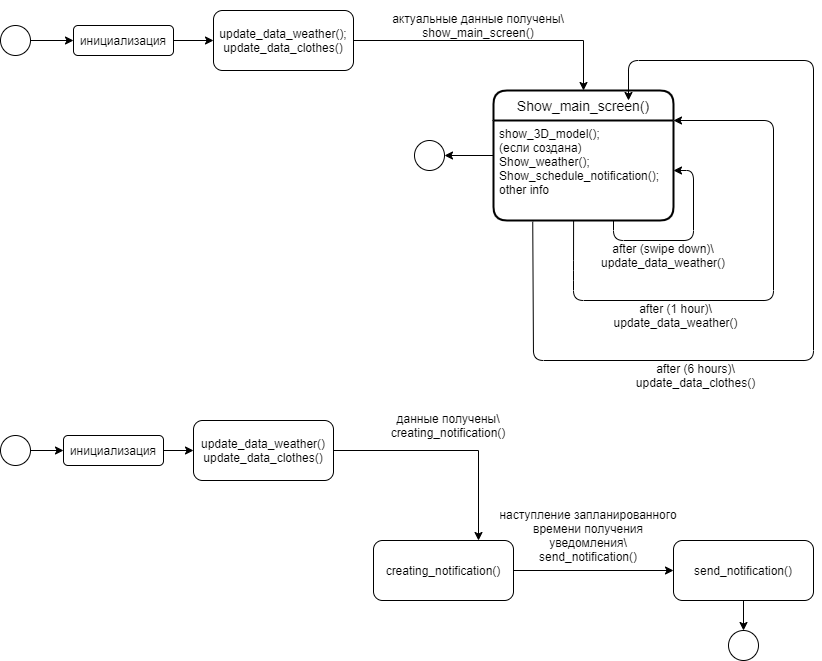 инициализация
update_data_weather();
update_data_clothes()
актуальные данные получены\
show_main_screen()
Show_main_screen()
show_3D_model();
(если создана)
Show_weather();
Show_schedule_notification();
other info
after (swipe down)\
update_data_weather()
after (1 hour)\
update_data_weather()
after (6 hours)\
update_data_clothes()
инициализация
update_data_weather()
update_data_clothes()
данные получены\
creating_notification()
creating_notification()
наступление запланированного
времени получения
уведомления\
send_notification()
send_notification()